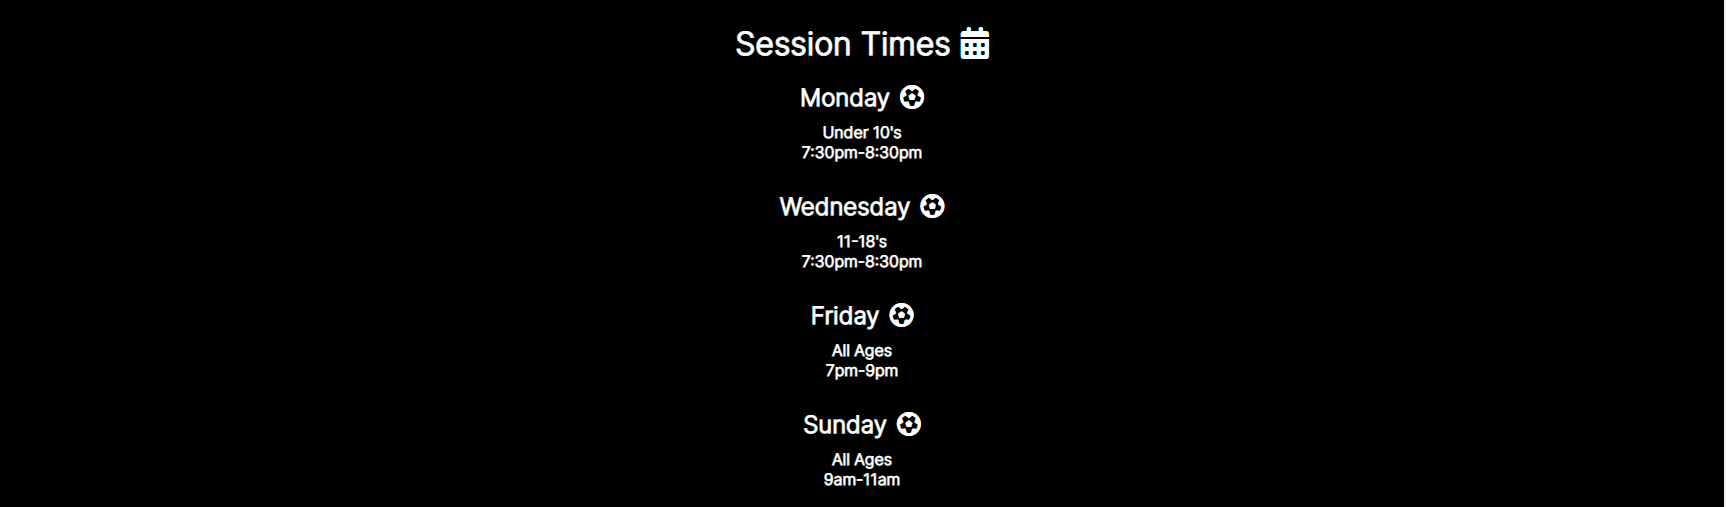 Session Times
Monday
Under 10's
7:30pm-8:30pm
Wednesday
11-18's
7:30pm-8:30pm
Friday
All Ages
7pm-9pm
Sunday
All Ages
9am-11am